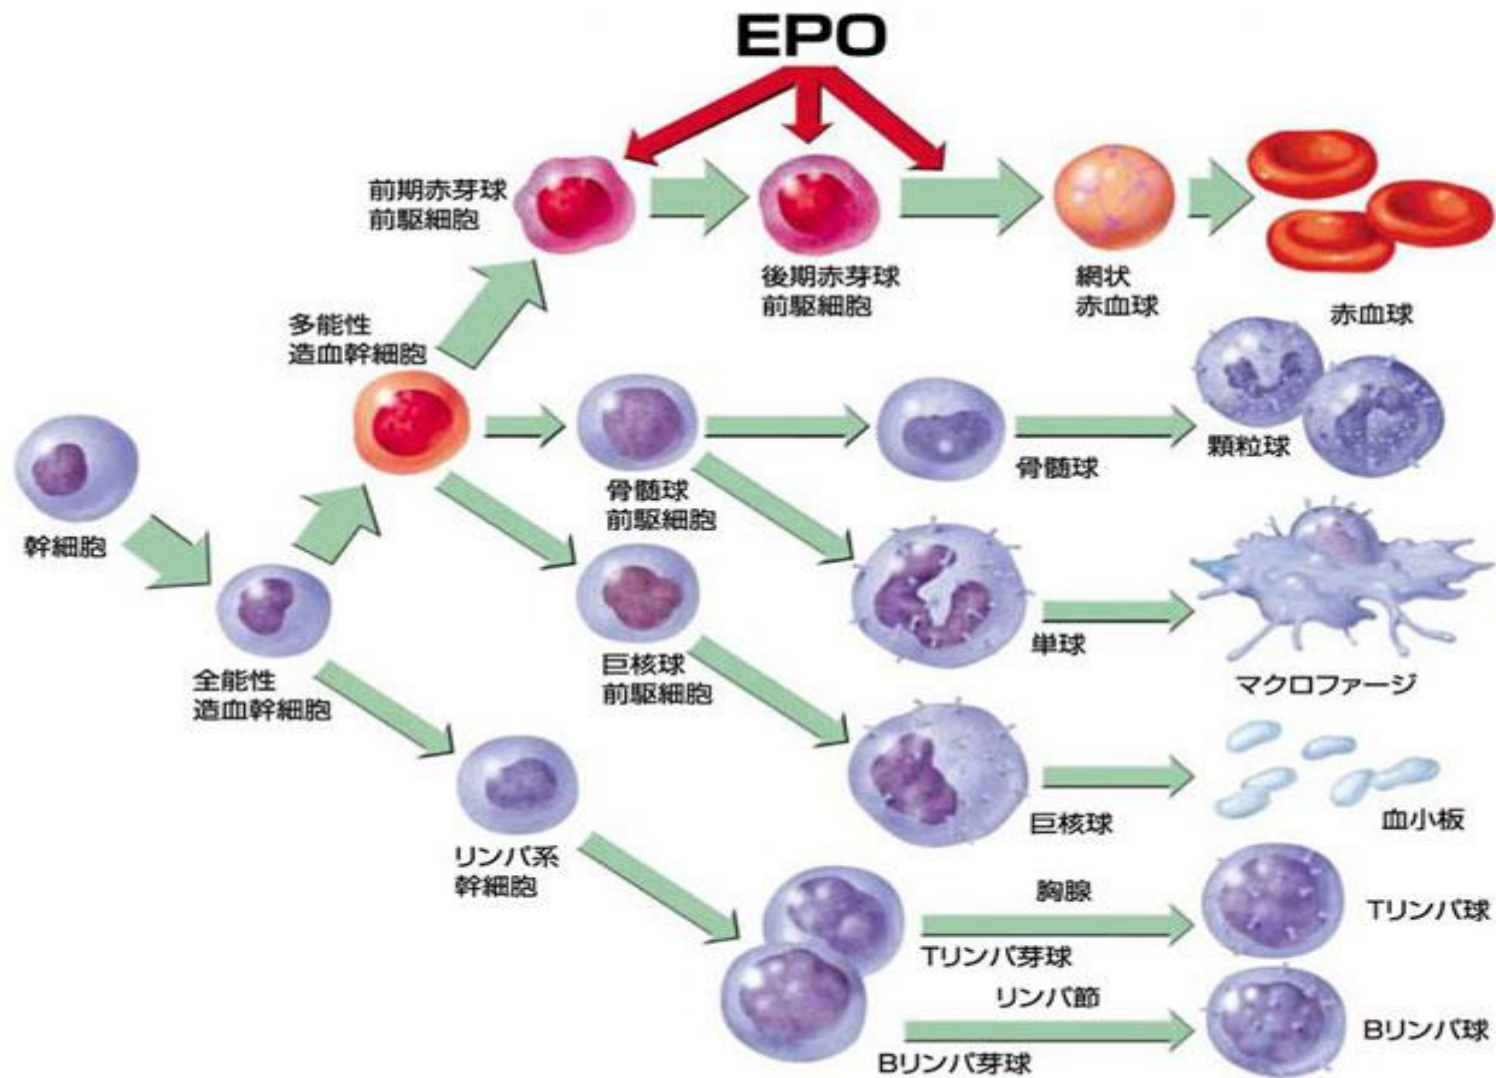 EPO
前期赤芽球
前駆細胞
後期赤芽球
前駆細胞
網状
赤血球
赤血球
多能性
造血幹細胞
骨髄球
前駆細胞
骨髄球
顆粒球
幹細胞
全能性
造血幹細胞
巨核球
前駆細胞
単球
マクロファージ
巨核球
血小板
リンパ系
幹細胞
胸腺
Tリンパ芽球
Tリンパ球
リンパ節
Bリンパ芽球
Bリンパ球